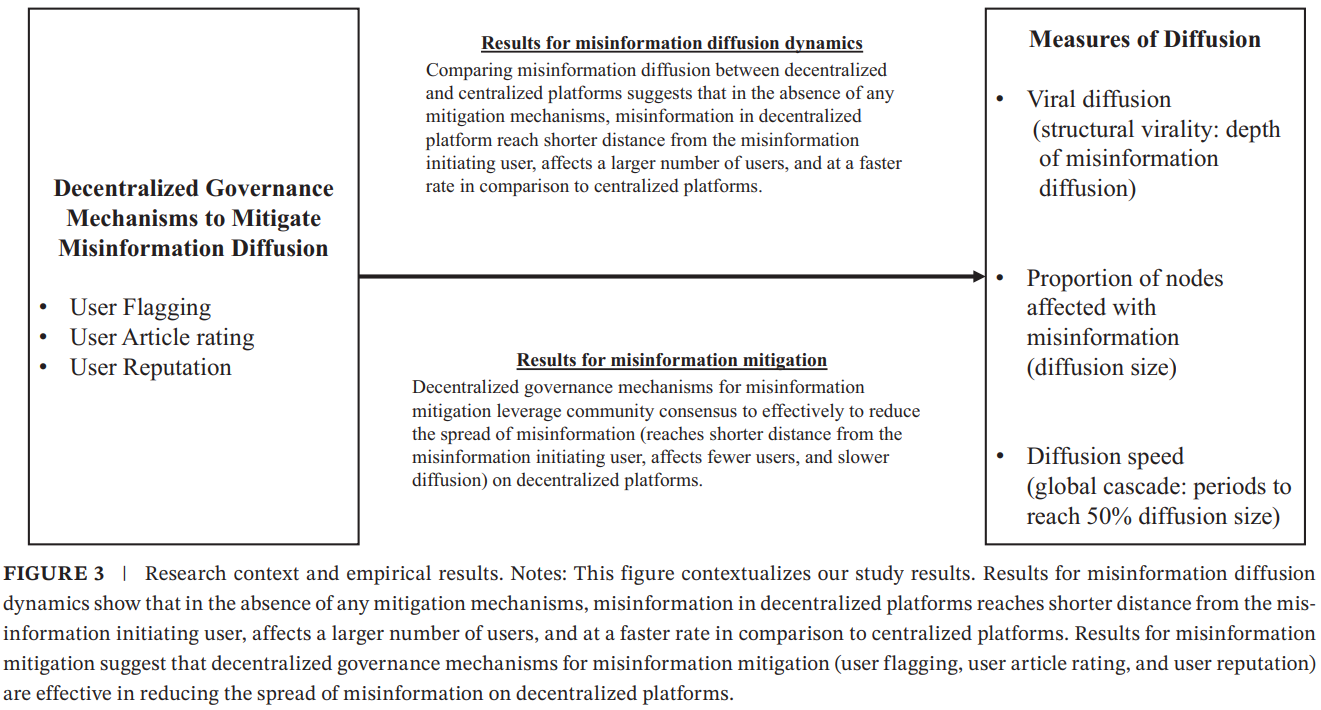 Decentralized Governance
Mechanisms to Mitigate
Misinformation Diffusion
• User Flagging
• User Article rating
• User Reputation
Results for misinformation diffusion dynamics
Comparing misinformation diffusion between decentralized
and centralized platforms suggests that in the absence of any
mitigation mechanisms, misinformation in decentralized
platform reach shorter distance from the misinformation
initiating user, affects a larger number of users, and at a faster
rate in comparison to centralized platforms.
Results for misinformation mitigation
Decentralized governance mechanisms for misinformation
mitigation leverage community consensus to effectively to reduce
the spread of misinformation (reaches shorter distance from the
misinformation initiating user, affects fewer users, and slower
diffusion) on decentralized platforms.
Measures of Diffusion
• Viral diffusion
(structural virality: depth
of misinformation
diffusion)
• Proportion of nodes
affected with
misinformation
(diffusion size)
• Diffusion speed
(global cascade: periods to
reach 50% diffusion size)
FIGURE 3 | Research context and empirical results. Notes: This figure contextualizes our study results. Results for misinformation diffusion
dynamics show that in the absence of any mitigation mechanisms, misinformation in decentralized platforms reaches shorter distance from the mis-
information initiating user, affects a larger number of users, and at a faster rate in comparison to centralized platforms. Results for misinformation
mitigation suggest that decentralized governance mechanisms for misinformation mitigation (user flagging, user article rating, and user reputation)
are effective in reducing the spread of misinformation on decentralized platforms.